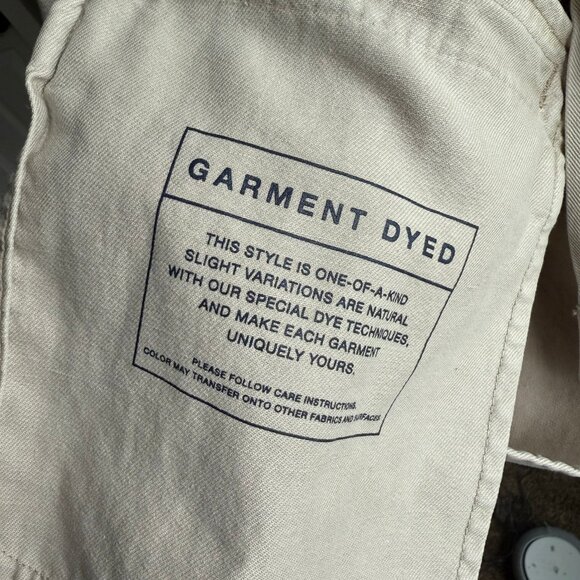 GARMENT DYED
THIS STYLE IS ONE-OF-A-KIND
SLIGHT VARIATIONS ARE NATURAL
WITH OUR SPECIAL DYE TECHNIQUES,
AND MAKE EACH GARMENT
UNIQUELY YOURS.
PLEASE FOLLOW CARE INSTRUCTIONS.
COLOR MAY TRANSFER ONTO OTHER FABRICS AND SURFACES